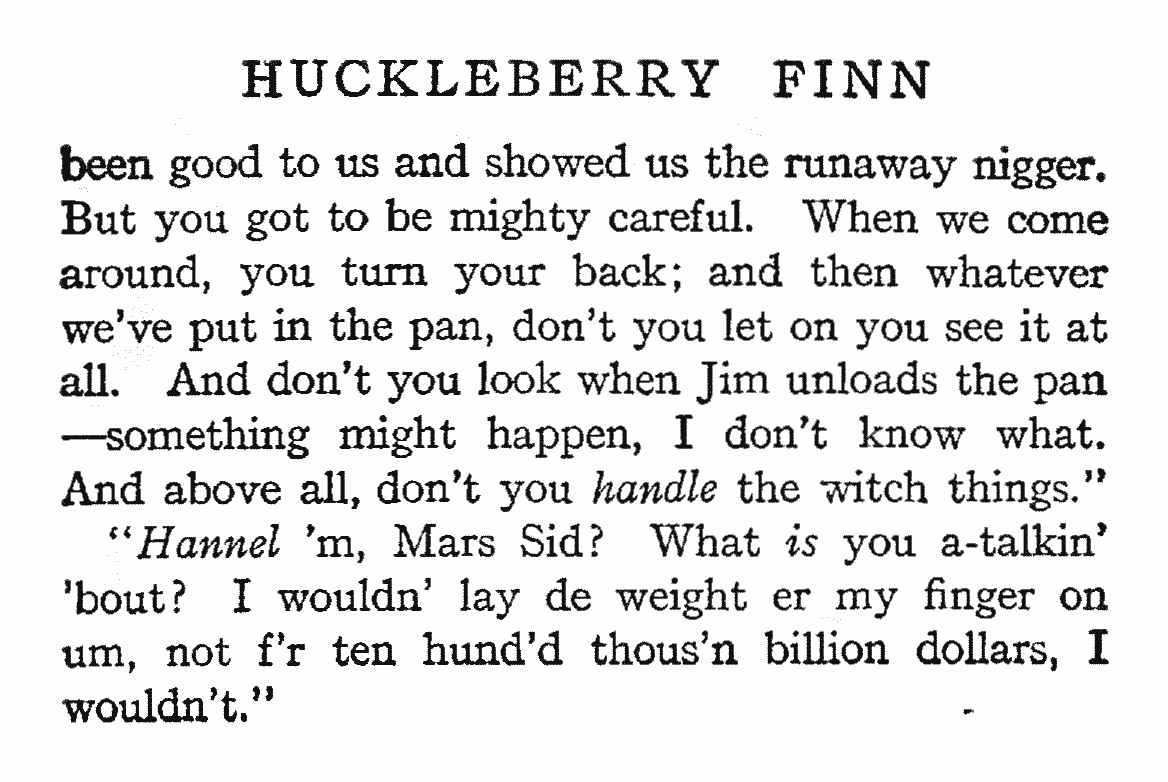 HUCKLEBERRY FINN
been good to us and showed us the runaway nigger.
But you got to be mighty careful. When we come
around, you turn your back; and then whatever
we've put in the pan, don't you let on you see it at
all. And don't you look when Jim unloads the pan
—something might happen, I don't know what.
And above all, don't you handle the witch things."
"Hannel 'm, Mars Sid? What is you a-talkin'
'bout? I wouldn' lay de weight er my finger on
um, not f'r ten hund'd thous'n billion dollars, I
wouldn't."